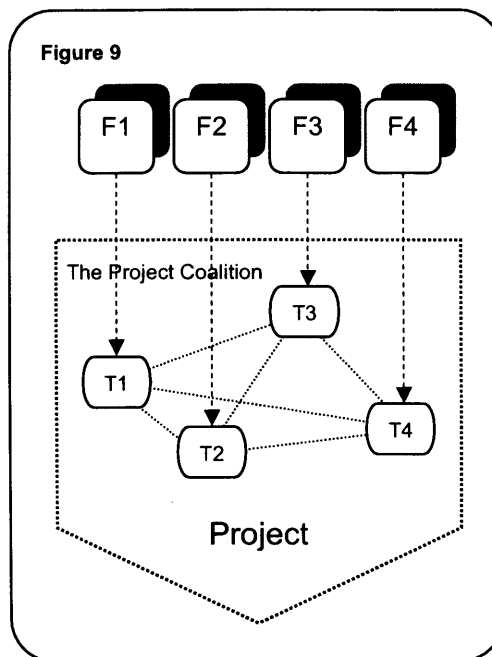 Figure 9
F1 F2 F3 F4
The Project Coalition
T3
T1
T2
T4
Project